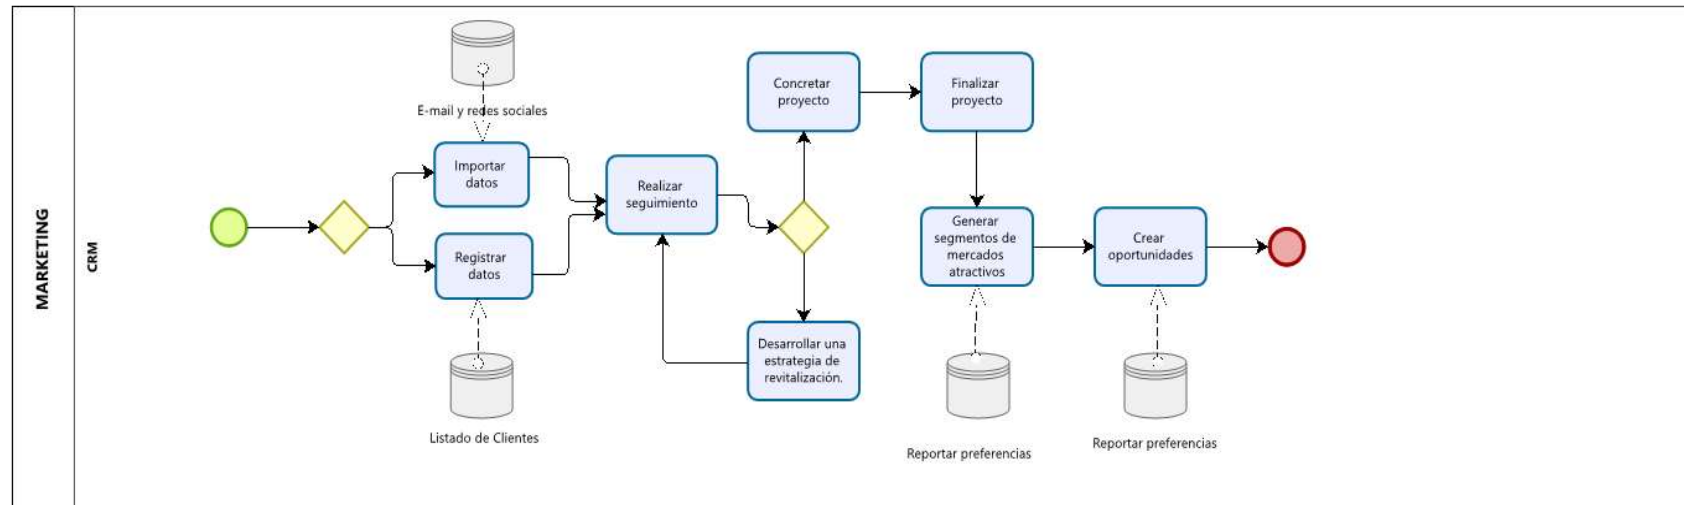 MARKETING
CRM
E-mail y redes sociales
Importar
datos
Registrar
datos
Listado de Clientes
Realizar
seguimiento
Concretar
proyecto
Desarrollar una
estrategia de
revitalización.
Finalizar
proyecto
Generar
segmentos de
mercados
atractivos
Reportar preferencias
Crear
oportunidades
Reportar preferencias